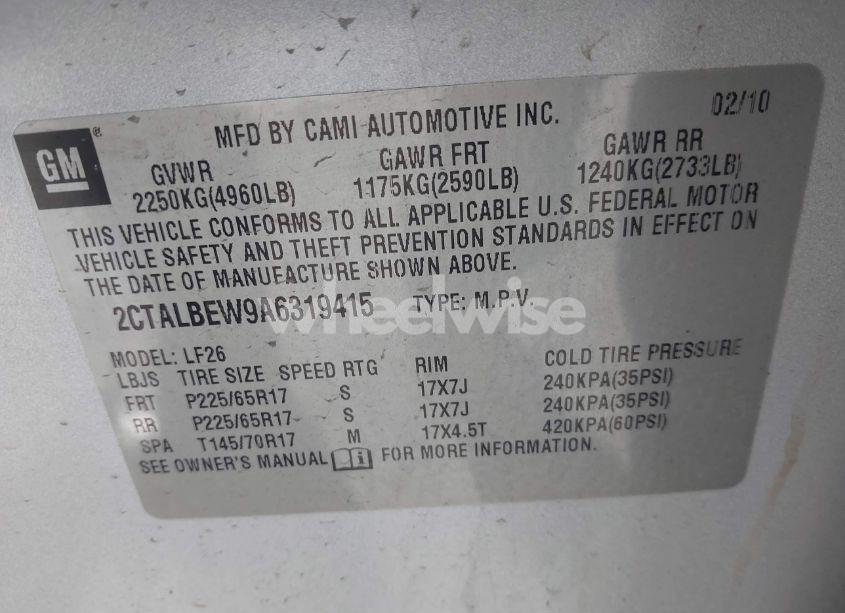 02/10
GM ® MFD BY CAMI AUTOMOTIVE INC.
GVWR GAWR FRT GAWR RR
2250KG(4960LB) 1175KG(2590LB) 1240KG(2733LB)
THIS VEHICLE CONFORMS TO ALL APPLICABLE U.S. FEDERAL MOTOR
VEHICLE SAFETY AND THEFT PREVENTION STANDARDS IN EFFECT ON
THE DATE OF MANUFACTURE SHOWN ABOVE.
2CTALBEW9A6319415 TYPE: M.P.V.
wheelwise
MODEL: LF26
LBJS TIRE SIZE SPEED RTG RIM COLD TIRE PRESSURE
FRT P225/65R17 S 17X7J 240KPA(35PSI)
RR P225/65R17 S 17X7J 240KPA(35PSI)
SPA T145/70R17 M 17X4.5T 420KPA(60PSI)
SEE OWNER'S MANUAL FOR MORE INFORMATION.